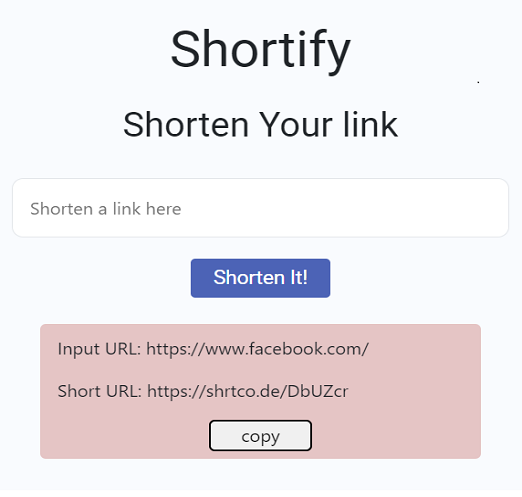 Shortify
Shorten Your link
Shorten a link here
Shorten It!
Input URL: https://www.facebook.com/
Short URL: https://shrtco.de/DbUZcr
copy